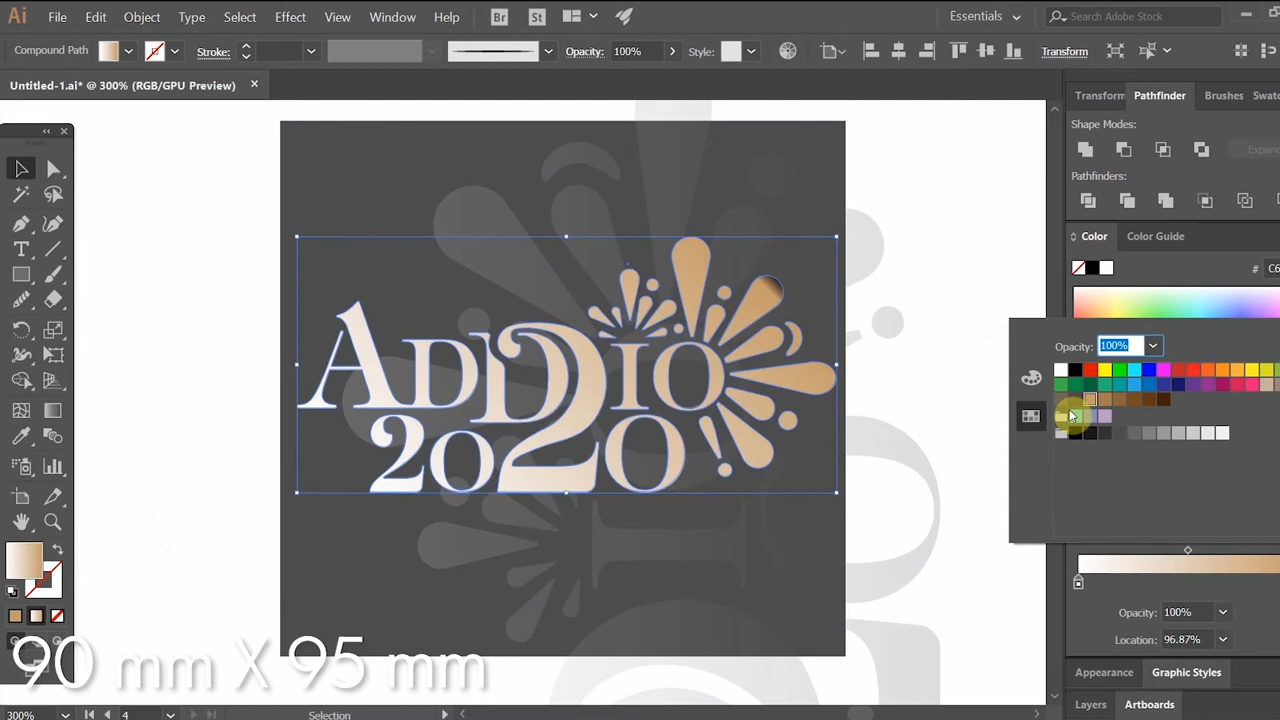 Ai File Edit Object Type Select Effect View Window Help Br St Essentials Search Adobe Stock
Compound Path Stroke: Opacity: 100% Style: Transform
Untitled-1.ai* @ 300% (RGB/GPU Preview)
Transform Pathfinder Brushes
Shape Modes:
Expand
Pathfinders:
Color Color Guide
# C6
Opacity: 100%
ADDIO
2020!
Opacity: 100%
Location: 96.87%
90 mm X 95 mm
Appearance Graphic Styles
Layers Artboards
300% 4 Selection